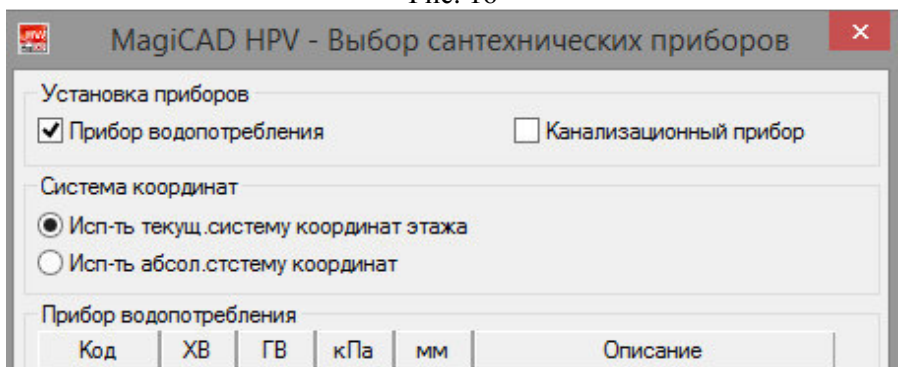 MagiCAD HPV - Выбор сантехнических приборов
Установка приборов
Прибор водопотребления Канализационный прибор
Система координат
Исп-ть текущ.систему координат этажа
Исп-ть абсол.стстему координат
Прибор водопотребления
Код ХВ ГВ кПа мм Описание